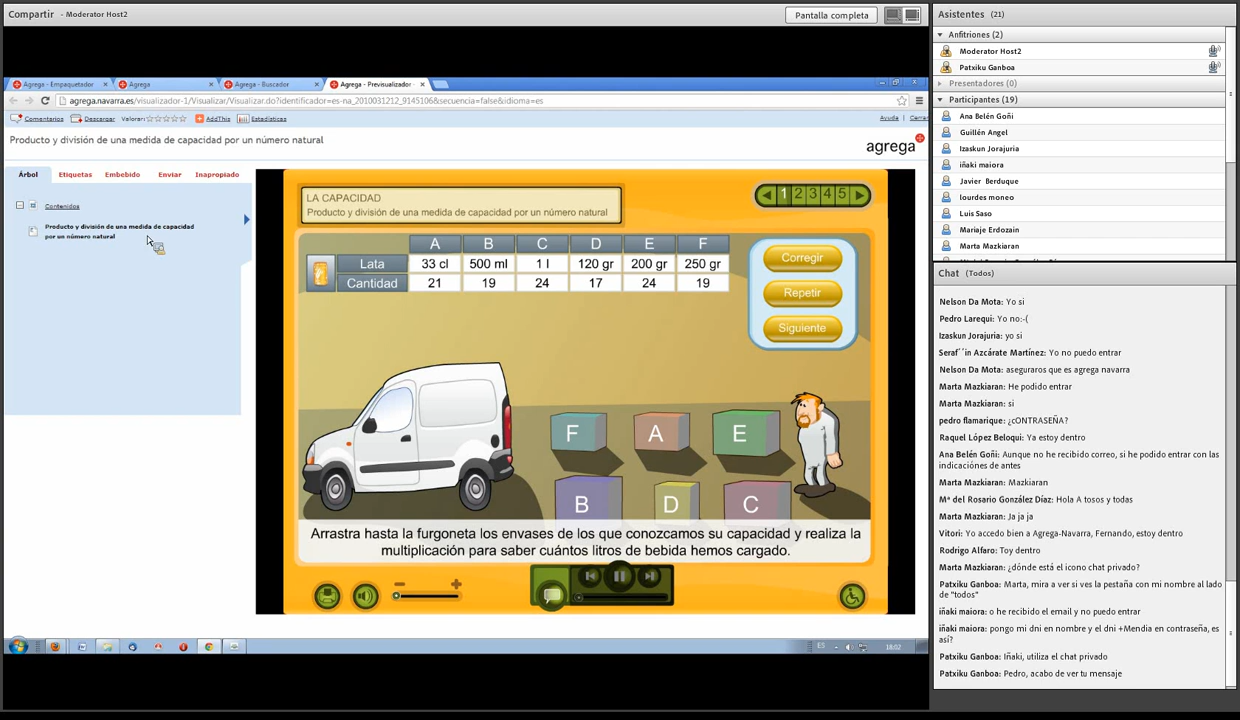 Compartir - Moderator Host2
Pantalla completa
Agrega - Empaquetador
Agrega
Agrega - Buscador
Agrega - Previsualizador
agrega.navarra.es/visualizador-1/Visualizar/Visualizar.do?identificador=es-na_2010031212_9145106&secuencia=false&idioma=es
Comentarios Descargar Valorar: AddThis Estadísticas Ayuda Cerrar
Producto y división de una medida de capacidad por un número natural
agrega
Árbol Etiquetas Embebido Enviar Inapropiado
Contenidos
Producto y división de una medida de capacidad
por un número natural
LA CAPACIDAD
Producto y división de una medida de capacidad por un número natural
1 2 3 4 5
A B C D E F
Lata 33 cl 500 ml 1 l 120 gr 200 gr 250 gr
Cantidad 21 19 24 17 24 19
Corregir
Repetir
Siguiente
F A E
B D C
Arrastra hasta la furgoneta los envases de los que conozcamos su capacidad y realiza la
multiplicación para saber cuántos litros de bebida hemos cargado.
ES 18:02
Asistentes (21)
Anfitriones (2)
Moderator Host2
Patxiku Ganboa
Presentadores (0)
Participantes (19)
Ana Belén Goñi
Guillén Angel
Izaskun Jorajuria
iñaki maiora
Javier Berduque
lourdes moneo
Luis Saso
Mariaje Erdozain
Marta Mazkiaran
Chat (Todos)
Nelson Da Mota: Yo si
Pedro Larequi: Yo no:-(
Izaskun Jorajuria: yo si
Seraf´´in Azcárate Martínez: Yo no puedo entrar
Nelson Da Mota: aseguraros que es agrega navarra
Marta Mazkiaran: He podido entrar
Marta Mazkiaran: si
pedro flamarique: ¿cONTRASEÑA?
Raquel López Beloqui: Ya estoy dentro
Ana Belén Goñi: Aunque no he recibido correo, si he podido entrar con las
indicaciónes de antes
Marta Mazkiaran: Mazkiaran
Mª del Rosario González Díaz: Hola A tosos y todas
Marta Mazkiaran: Ja ja ja
Vitori: Yo accedo bien a Agrega-Navarra, Fernando, estoy dentro
Rodrigo Alfaro: Toy dentro
Marta Mazkiaran: ¿dónde está el icono chat privado?
Patxiku Ganboa: Marta, mira a ver si ves la pestaña con mi nombre al lado
de "todos"
iñaki maiora: o he recibido el email y no puedo entrar
iñaki maiora: pongo mi dni en nombre y el dni +Mendia en contraseña, es
así?
Patxiku Ganboa: Iñaki, utiliza el chat privado
Patxiku Ganboa: Pedro, acabo de ver tu mensaje